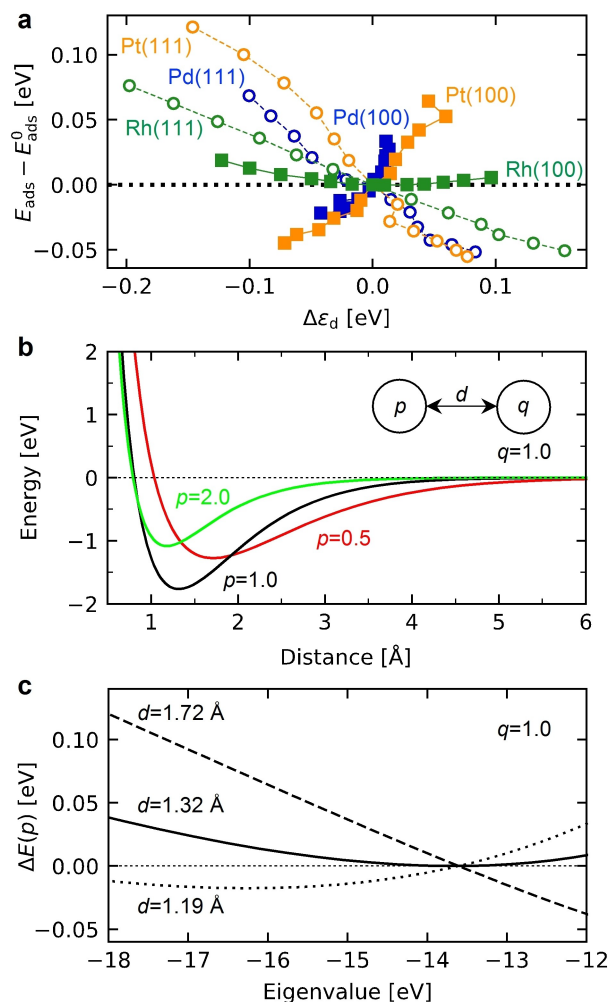 a
0.10
0.05
0.00
−0.05
E_ads − E⁰_ads [eV]
Pt(111)
Pd(111)
Rh(111)
Pd(100)
Pt(100)
Rh(100)
−0.2
−0.1
0.0
0.1
Δε_d [eV]
b
2
1
0
−1
−2
Energy [eV]
p
d
q
q=1.0
p=2.0
p=0.5
p=1.0
1
2
3
4
5
6
Distance [Å]
c
0.10
0.05
0.00
−0.05
ΔE(p) [eV]
d=1.72 Å
q=1.0
d=1.32 Å
d=1.19 Å
−18
−17
−16
−15
−14
−13
−12
Eigenvalue [eV]